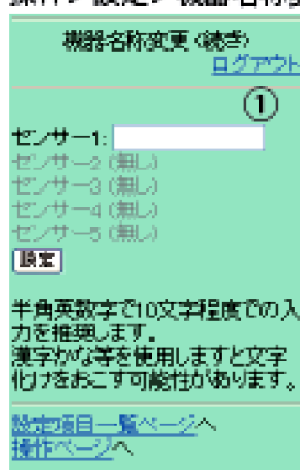 機器名称変更（続き）
ログアウト
①
センサー1:
センサー2（無し）
センサー3（無し）
センサー4（無し）
センサー5（無し）
設定
半角英数字で10文字程度での入
力を推奨します。
漢字かな等を使用しますと文字
化けをおこす可能性があります。
設定項目一覧ページへ
操作ページへ